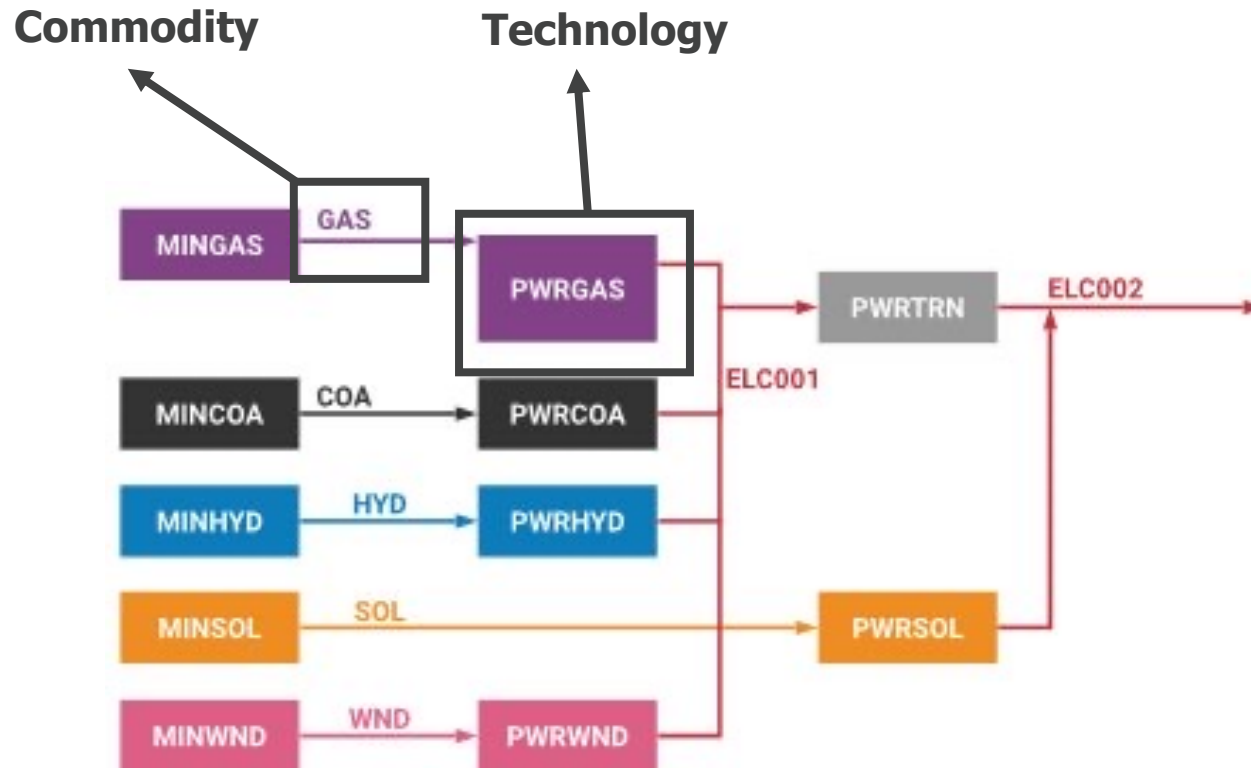 Commodity
Technology
GAS
MINGAS
PWRGAS
ELC002
PWRTRN
ELC001
COA
MINCOA
PWRCOA
HYD
MINHYD
PWRHYD
SOL
MINSOL
PWRSOL
WND
MINWND
PWRWND